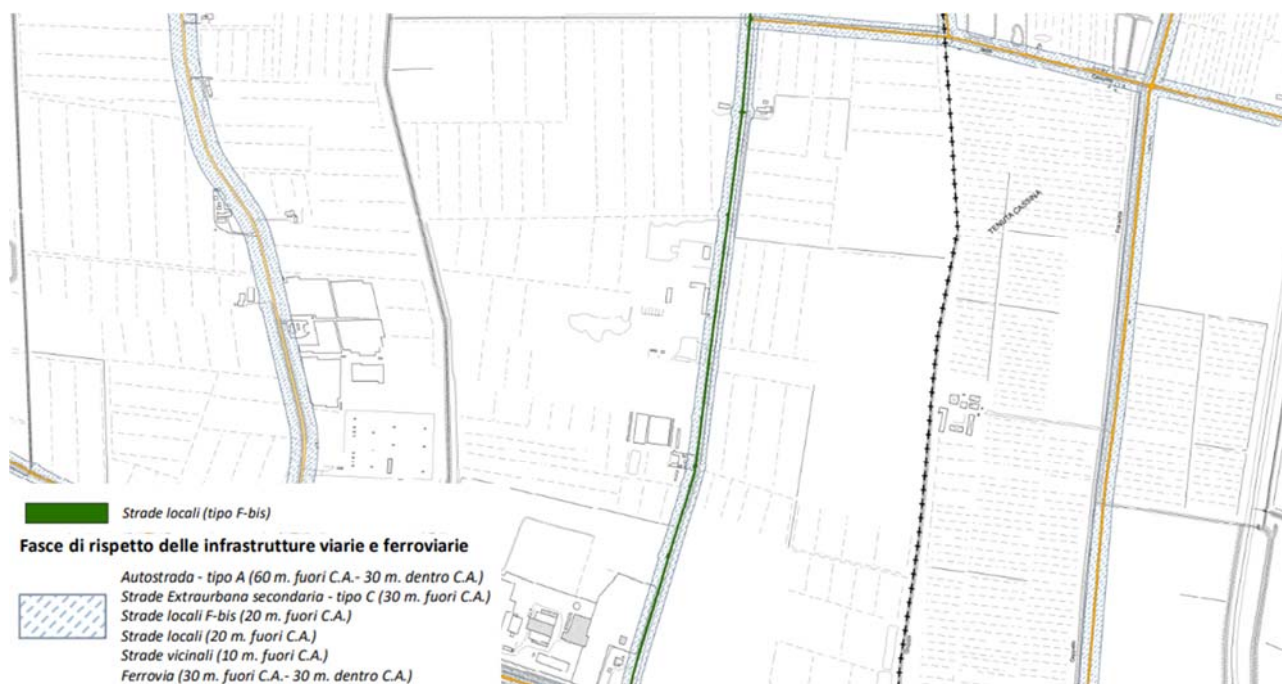 TENUTA CASSINA
Strade locali (tipo F-bis)
Fasce di rispetto delle infrastrutture viarie e ferroviarie
Autostrada - tipo A (60 m. fuori C.A.- 30 m. dentro C.A.)
Strade Extraurbana secondaria - tipo C (30 m. fuori C.A.)
Strade locali F-bis (20 m. fuori C.A.)
Strade locali (20 m. fuori C.A.)
Strade vicinali (10 m. fuori C.A.)
Ferrovia (30 m. fuori C.A.- 30 m. dentro C.A.)